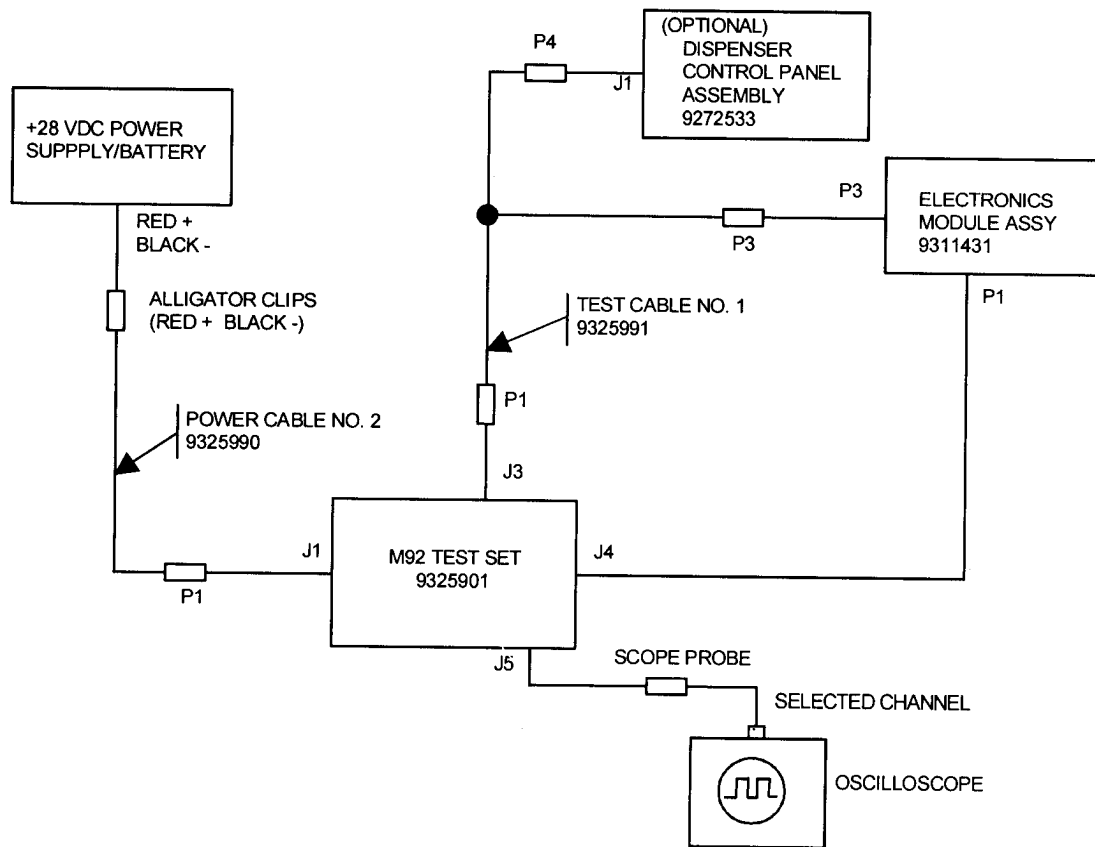 (OPTIONAL)
DISPENSER
CONTROL PANEL
ASSEMBLY
9272533
P4
J1
+28 VDC POWER
SUPPPLY/BATTERY
RED +
BLACK -
ALLIGATOR CLIPS
(RED + BLACK -)
POWER CABLE NO. 2
9325990
P3
P3
ELECTRONICS
MODULE ASSY
9311431
P1
TEST CABLE NO. 1
9325991
P1
J3
J1
P1
M92 TEST SET
9325901
J4
J5
SCOPE PROBE
SELECTED CHANNEL
OSCILLOSCOPE